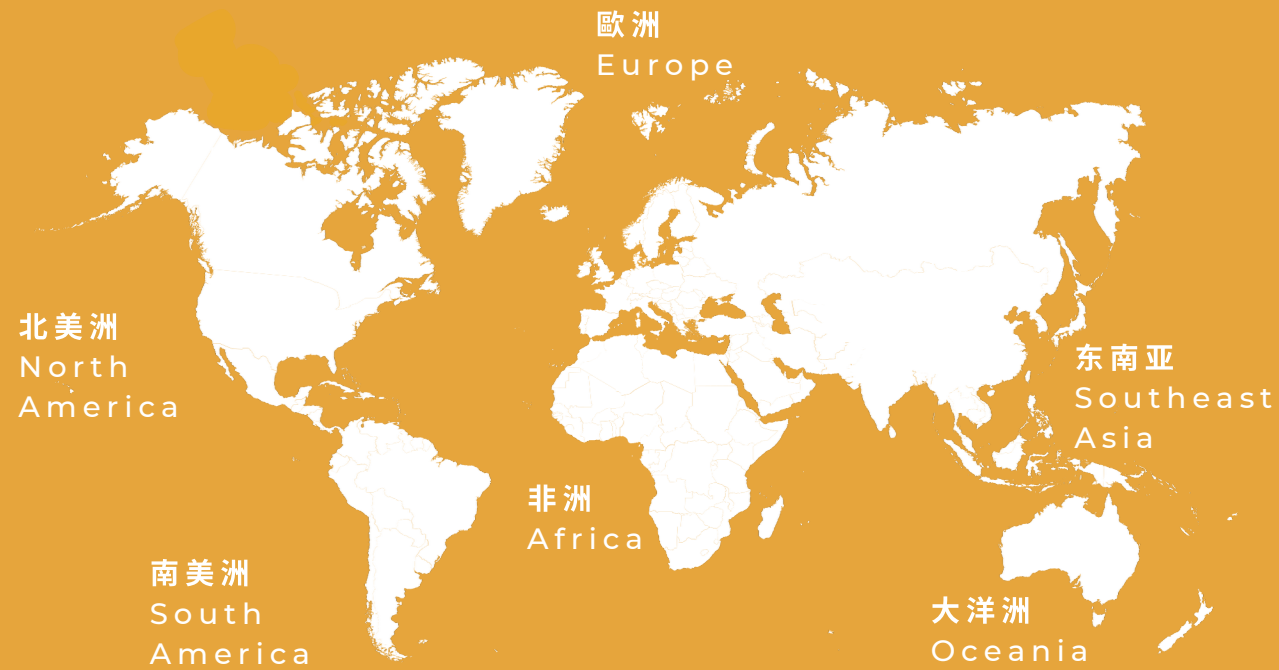 歐洲
Europe
北美洲
North
America
东南亚
Southeast
Asia
非洲
Africa
南美洲
South
America
大洋洲
Oceania